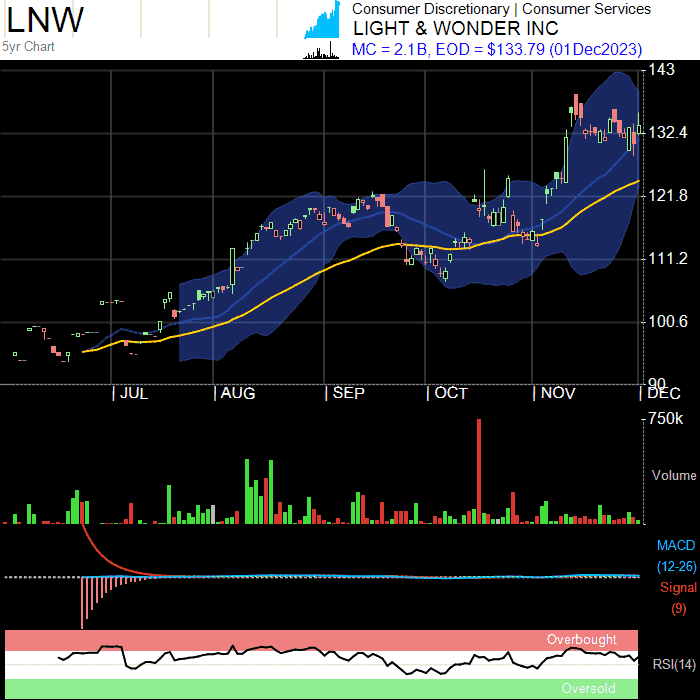 LNW
5yr Chart
Consumer Discretionary | Consumer Services
LIGHT & WONDER INC
MC = 2.1B, EOD = $133.79 (01Dec2023)
143
132.4
121.8
111.2
100.6
90
JUL
AUG
SEP
OCT
NOV
DEC
750k
Volume
MACD
(12-26)
Signal
(9)
Overbought
RSI(14)
Oversold